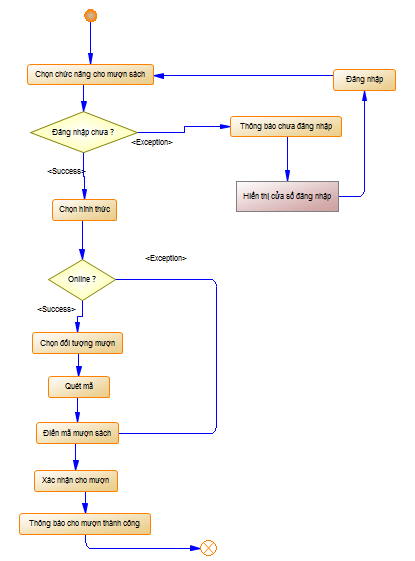 Chọn chức năng cho mượn sách
Đăng nhập
Đăng nhập chưa ?
Thông báo chưa đăng nhập
<Exception>
<Success>
Hiển thị cửa sổ đăng nhập
Chọn hình thức
<Exception>
Online ?
<Success>
Chọn đối tượng mượn
Quét mã
Điền mã mượn sách
Xác nhận cho mượn
Thông báo cho mượn thành công